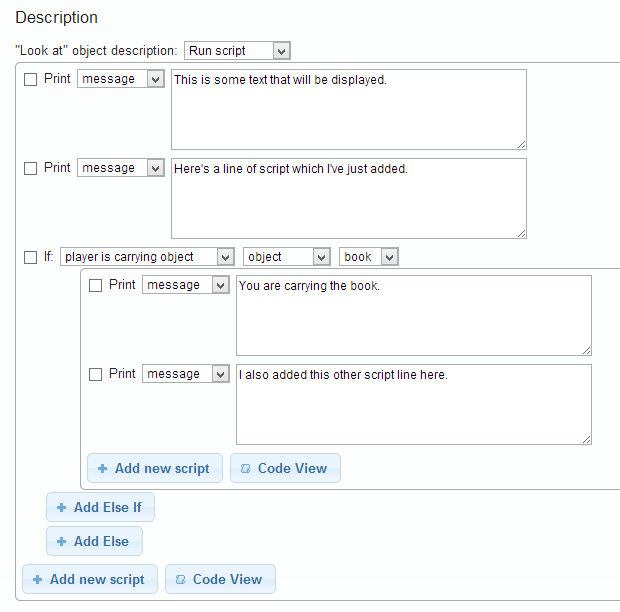 Description
"Look at" object description: Run script
Print message This is some text that will be displayed.
Print message Here's a line of script which I've just added.
If: player is carrying object object book
Print message You are carrying the book.
Print message I also added this other script line here.
Add new script Code View
Add Else If
Add Else
Add new script Code View